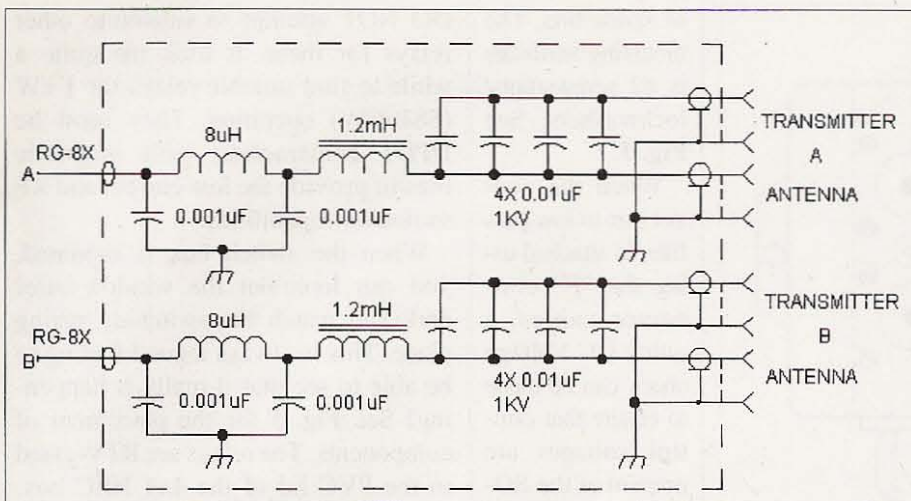 8uH
1.2mH
RG-8X
A
0.001uF
0.001uF
4X 0.01uF
1KV
TRANSMITTER
A
ANTENNA
8uH
1.2mH
RG-8X
B
0.001uF
0.001uF
4X 0.01uF
1KV
TRANSMITTER
B
ANTENNA